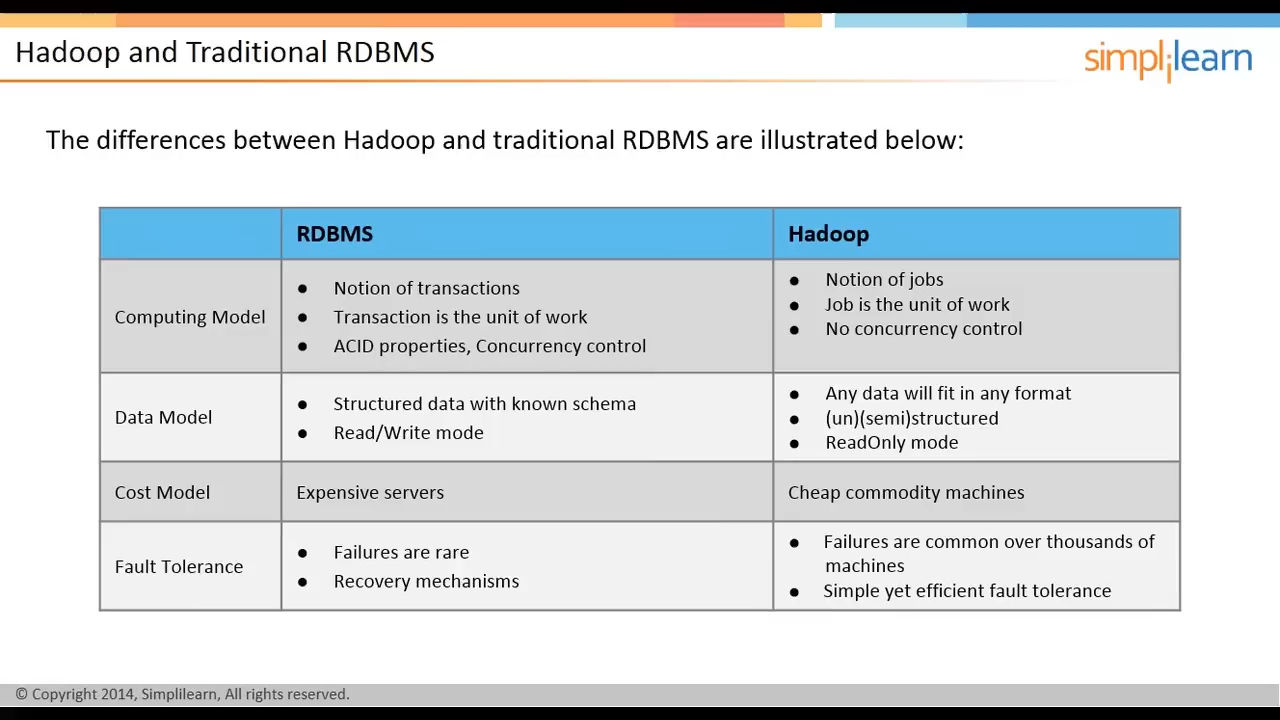 Hadoop and Traditional RDBMS
simplilearn
The differences between Hadoop and traditional RDBMS are illustrated below:
RDBMS
Hadoop
Computing Model
● Notion of transactions
● Transaction is the unit of work
● ACID properties, Concurrency control
● Notion of jobs
● Job is the unit of work
● No concurrency control
Data Model
● Structured data with known schema
● Read/Write mode
● Any data will fit in any format
● (un)(semi)structured
● ReadOnly mode
Cost Model
Expensive servers
Cheap commodity machines
Fault Tolerance
● Failures are rare
● Recovery mechanisms
● Failures are common over thousands of
machines
● Simple yet efficient fault tolerance
© Copyright 2014, Simplilearn, All rights reserved.